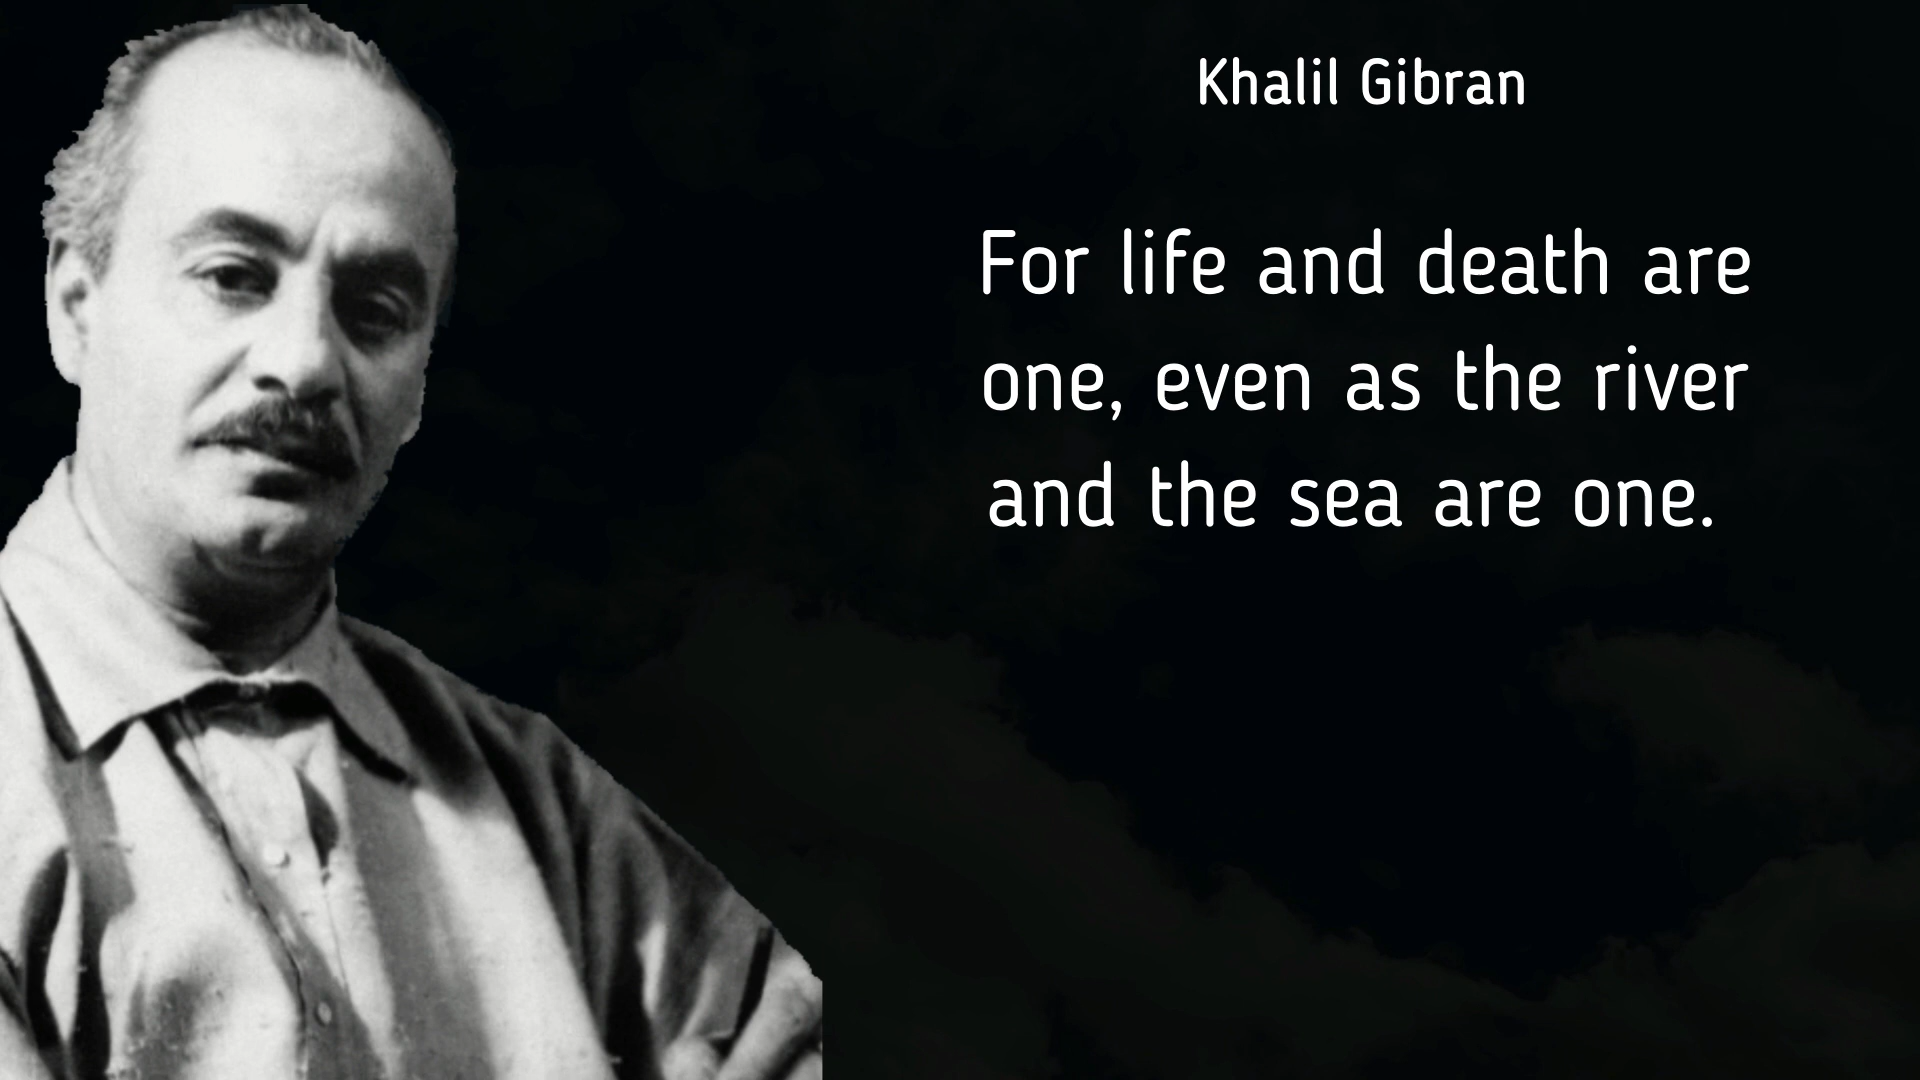 Khalil Gibran
For life and death are
one, even as the river
and the sea are one.